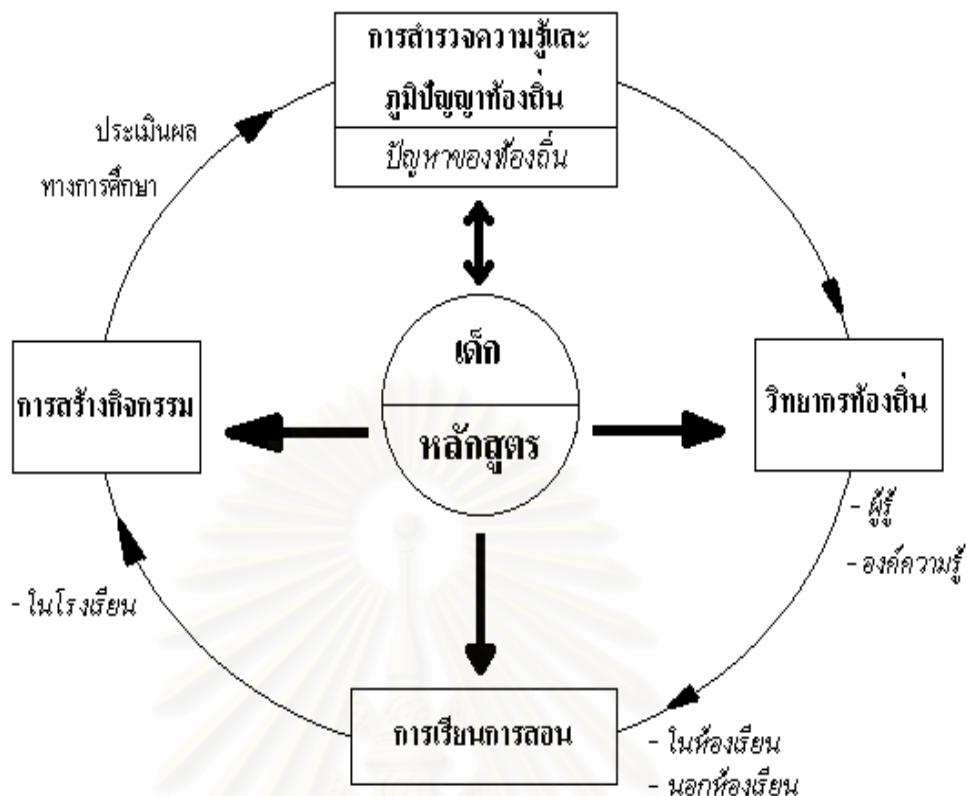 การสำรวจความรู้และ
ภูมิปัญญาท้องถิ่น
ปัญหาของท้องถิ่น
ประเมินผล
ทางการศึกษา
เด็ก
หลักสูตร
การสร้างกิจกรรม
วิทยากรท้องถิ่น
- ผู้รู้
- องค์ความรู้
- ในโรงเรียน
การเรียนการสอน
- ในห้องเรียน
- นอกห้องเรียน